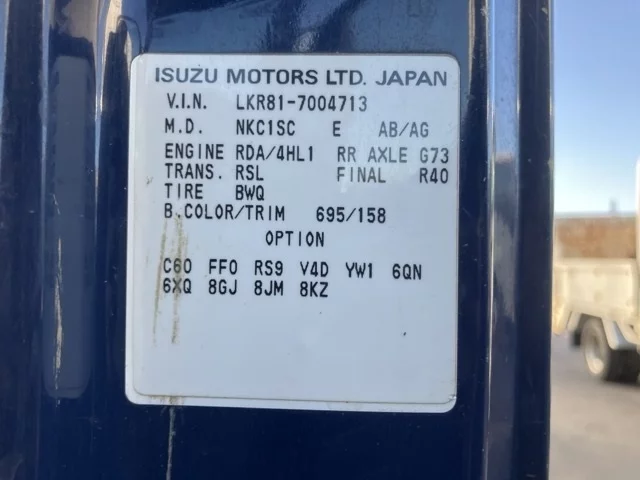 ISUZU MOTORS LTD. JAPAN
V.I.N. LKR81-7004713
M.D. NKC1SC E AB/AG
ENGINE RDA/4HL1 RR AXLE G73
TRANS. RSL FINAL R40
TIRE BWQ
B.COLOR/TRIM 695/158
OPTION
C60 FF0 RS9 V4D YW1 6QN
6XQ 8GJ 8JM 8KZ